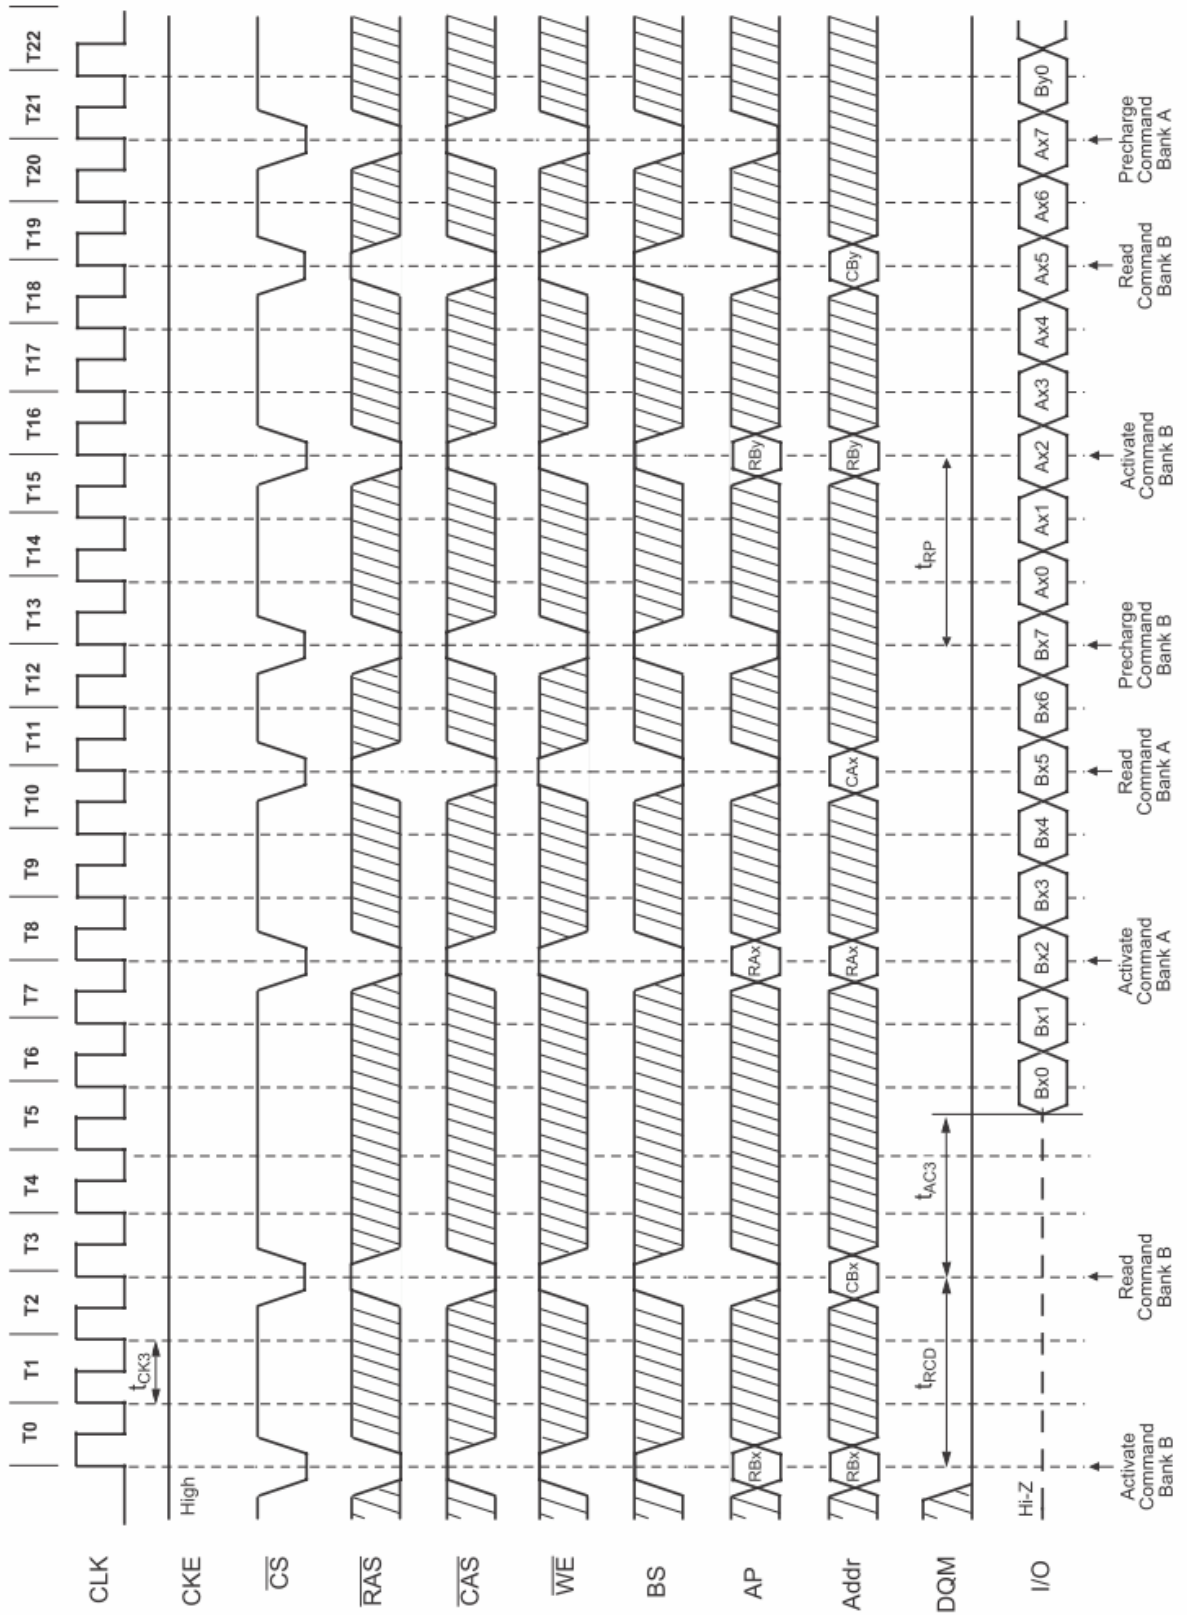 T0 T1 T2 T3 T4 T5 T6 T7 T8 T9 T10 T11 T12 T13 T14 T15 T16 T17 T18 T19 T20 T21 T22
CLK
tCK3
CKE
High
CS
RAS
CAS
WE
BS
AP
RBx RAx RBy
Addr
RBx CBx RAx CAx RBy CBy
DQM
tRCD tAC3 tRP
I/O
Hi-Z
Bx0 Bx1 Bx2 Bx3 Bx4 Bx5 Bx6 Bx7 Ax0 Ax1 Ax2 Ax3 Ax4 Ax5 Ax6 Ax7 By0
Activate
Command
Bank B
Read
Command
Bank B
Activate
Command
Bank A
Read
Command
Bank A
Precharge
Command
Bank B
Activate
Command
Bank B
Read
Command
Bank B
Precharge
Command
Bank A